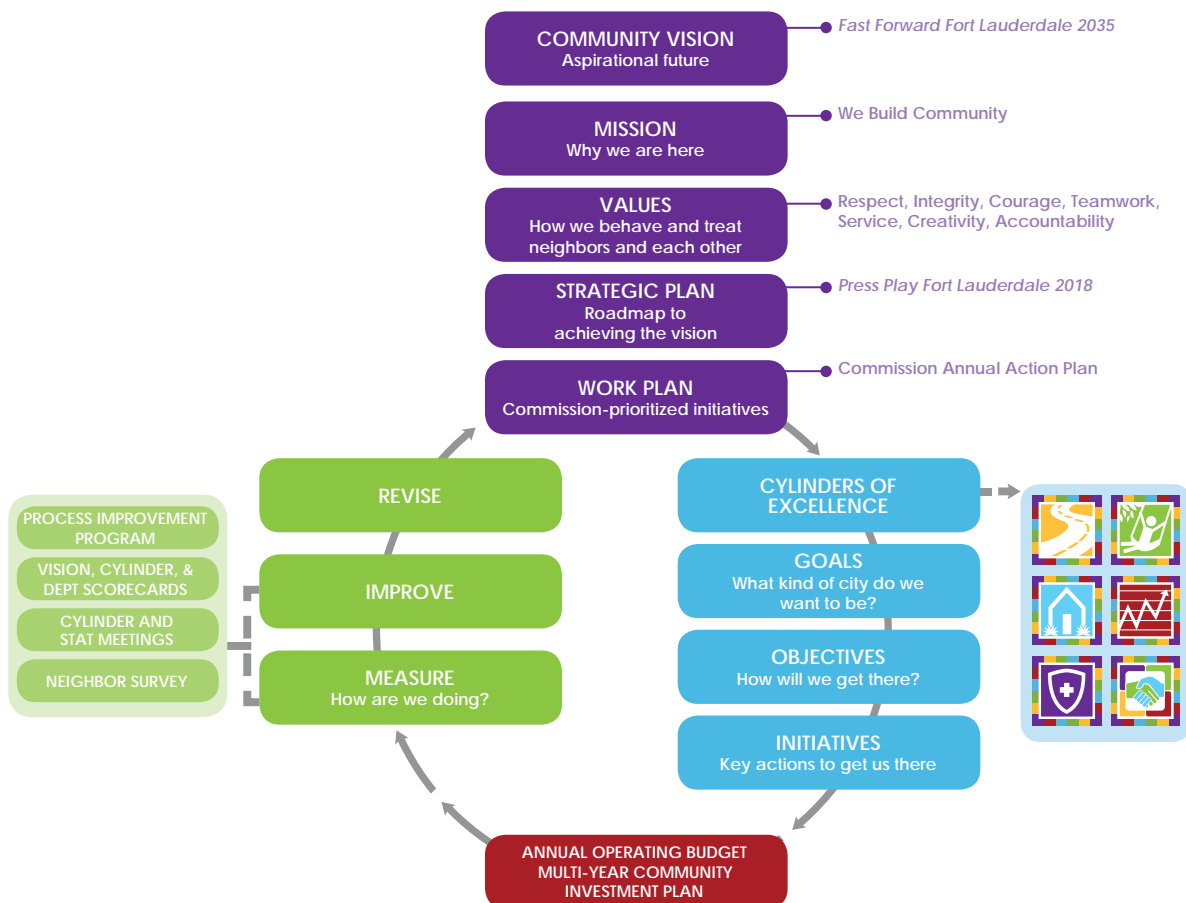 COMMUNITY VISION
Aspirational future
Fast Forward Fort Lauderdale 2035
MISSION
Why we are here
We Build Community
VALUES
How we behave and treat
neighbors and each other
Respect, Integrity, Courage, Teamwork,
Service, Creativity, Accountability
STRATEGIC PLAN
Roadmap to
achieving the vision
Press Play Fort Lauderdale 2018
WORK PLAN
Commission-prioritized initiatives
Commission Annual Action Plan
CYLINDERS OF
EXCELLENCE
GOALS
What kind of city do we
want to be?
OBJECTIVES
How will we get there?
INITIATIVES
Key actions to get us there
ANNUAL OPERATING BUDGET
MULTI-YEAR COMMUNITY
INVESTMENT PLAN
MEASURE
How are we doing?
IMPROVE
REVISE
PROCESS IMPROVEMENT
PROGRAM
VISION, CYLINDER, &
DEPT SCORECARDS
CYLINDER AND
STAT MEETINGS
NEIGHBOR SURVEY